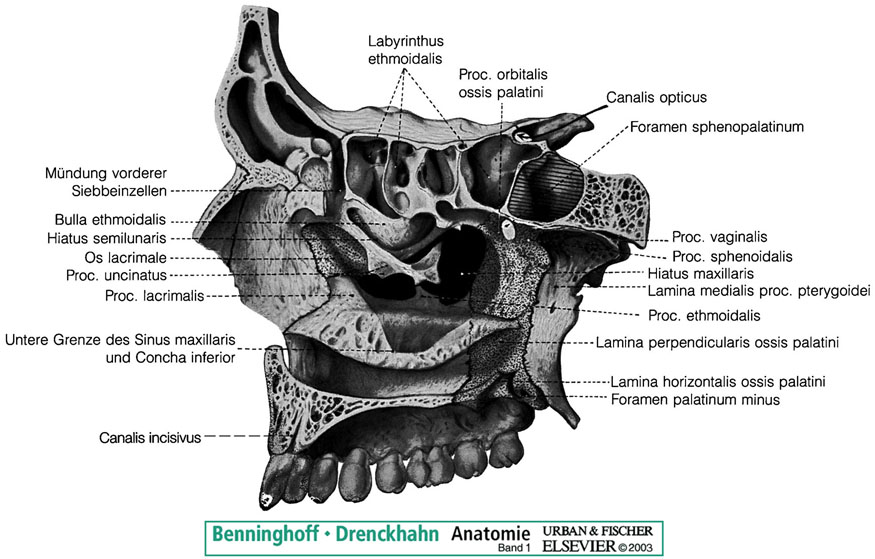 Labyrinthus
ethmoidalis
Proc. orbitalis
ossis palatini
Canalis opticus
Foramen sphenopalatinum
Mündung vorderer
Siebbeinzellen
Bulla ethmoidalis
Hiatus semilunaris
Os lacrimale
Proc. uncinatus
Proc. lacrimalis
Untere Grenze des Sinus maxillaris
und Concha inferior
Canalis incisivus
Proc. vaginalis
Proc. sphenoidalis
Hiatus maxillaris
Lamina medialis proc. pterygoidei
Proc. ethmoidalis
Lamina perpendicularis ossis palatini
Lamina horizontalis ossis palatini
Foramen palatinum minus
Benninghoff · Drenckhahn Anatomie URBAN & FISCHER
Band 1 ELSEVIER © 2003